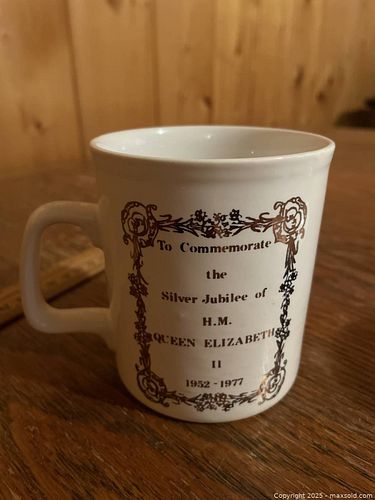 To Commemorate
the
Silver Jubilee of
H.M.
QUEEN ELIZABETH
II
1952 - 1977
Copyright 2025 - maxsold.com